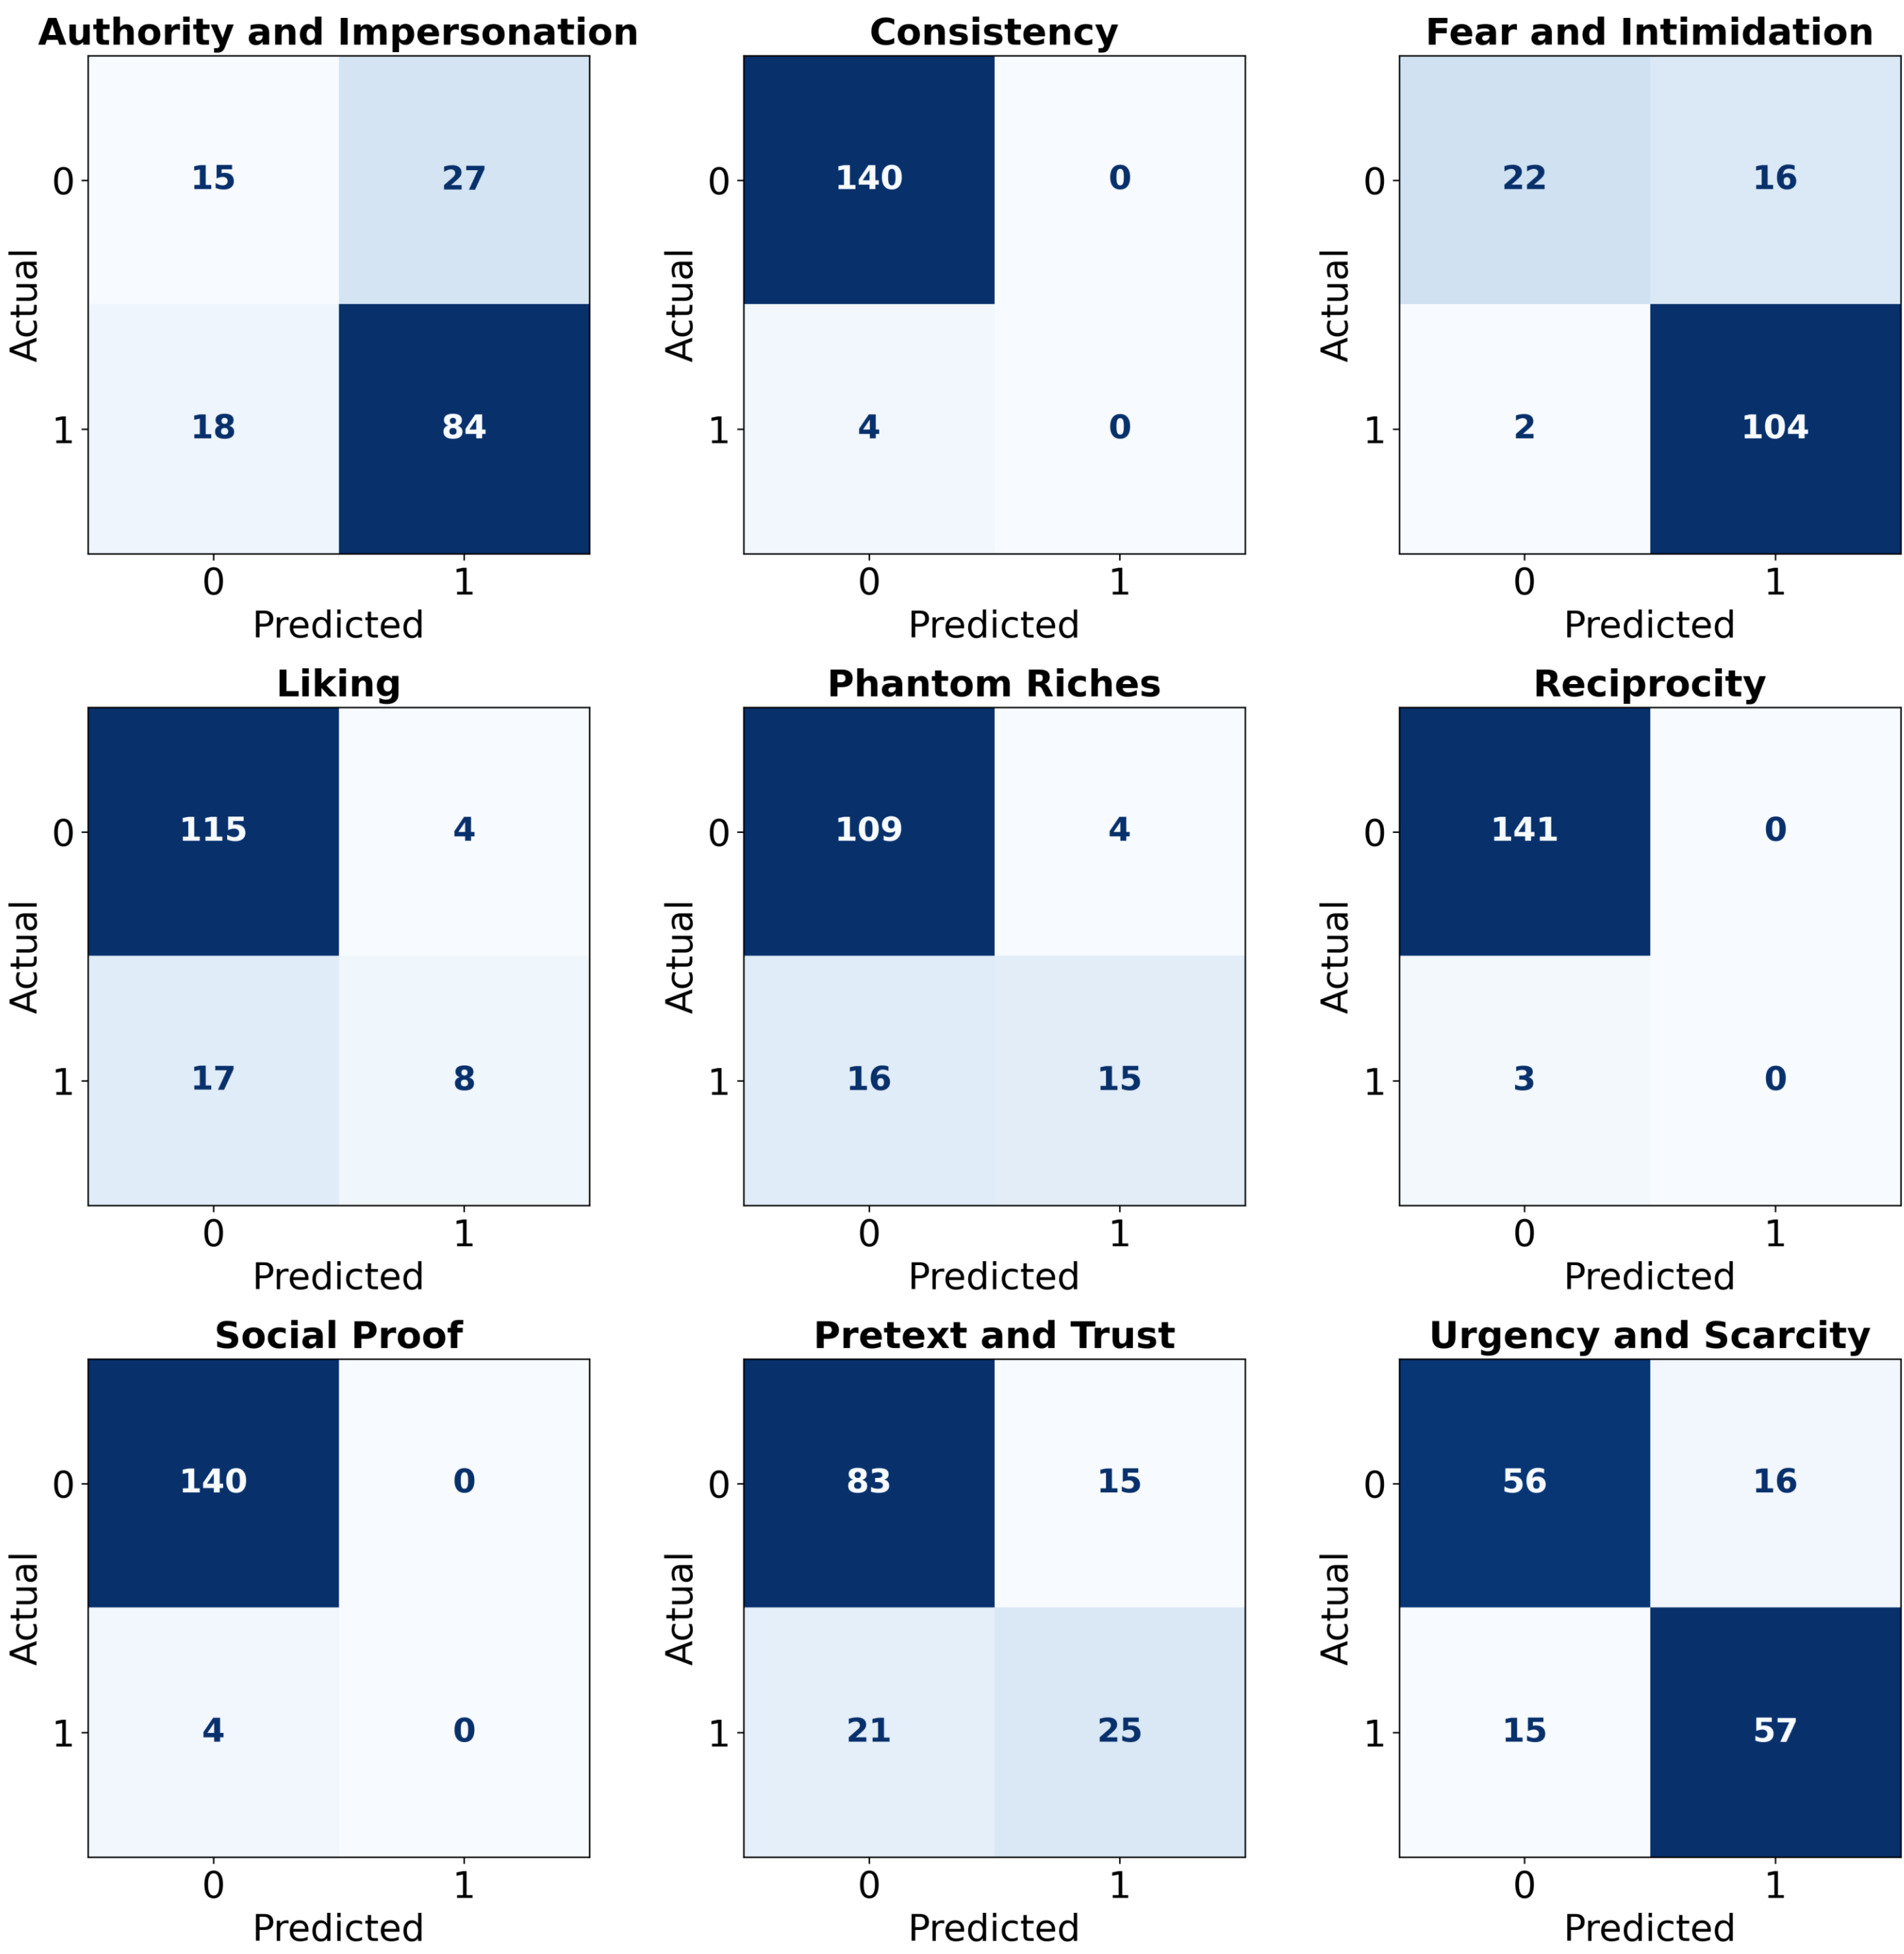 Authority and Impersonation
Consistency
Fear and Intimidation
Actual
0
15
27
1
18
84
0
1
Predicted
Actual
0
140
0
1
4
0
0
1
Predicted
Actual
0
22
16
1
2
104
0
1
Predicted
Liking
Phantom Riches
Reciprocity
Actual
0
115
4
1
17
8
0
1
Predicted
Actual
0
109
4
1
16
15
0
1
Predicted
Actual
0
141
0
1
3
0
0
1
Predicted
Social Proof
Pretext and Trust
Urgency and Scarcity
Actual
0
140
0
1
4
0
0
1
Predicted
Actual
0
83
15
1
21
25
0
1
Predicted
Actual
0
56
16
1
15
57
0
1
Predicted